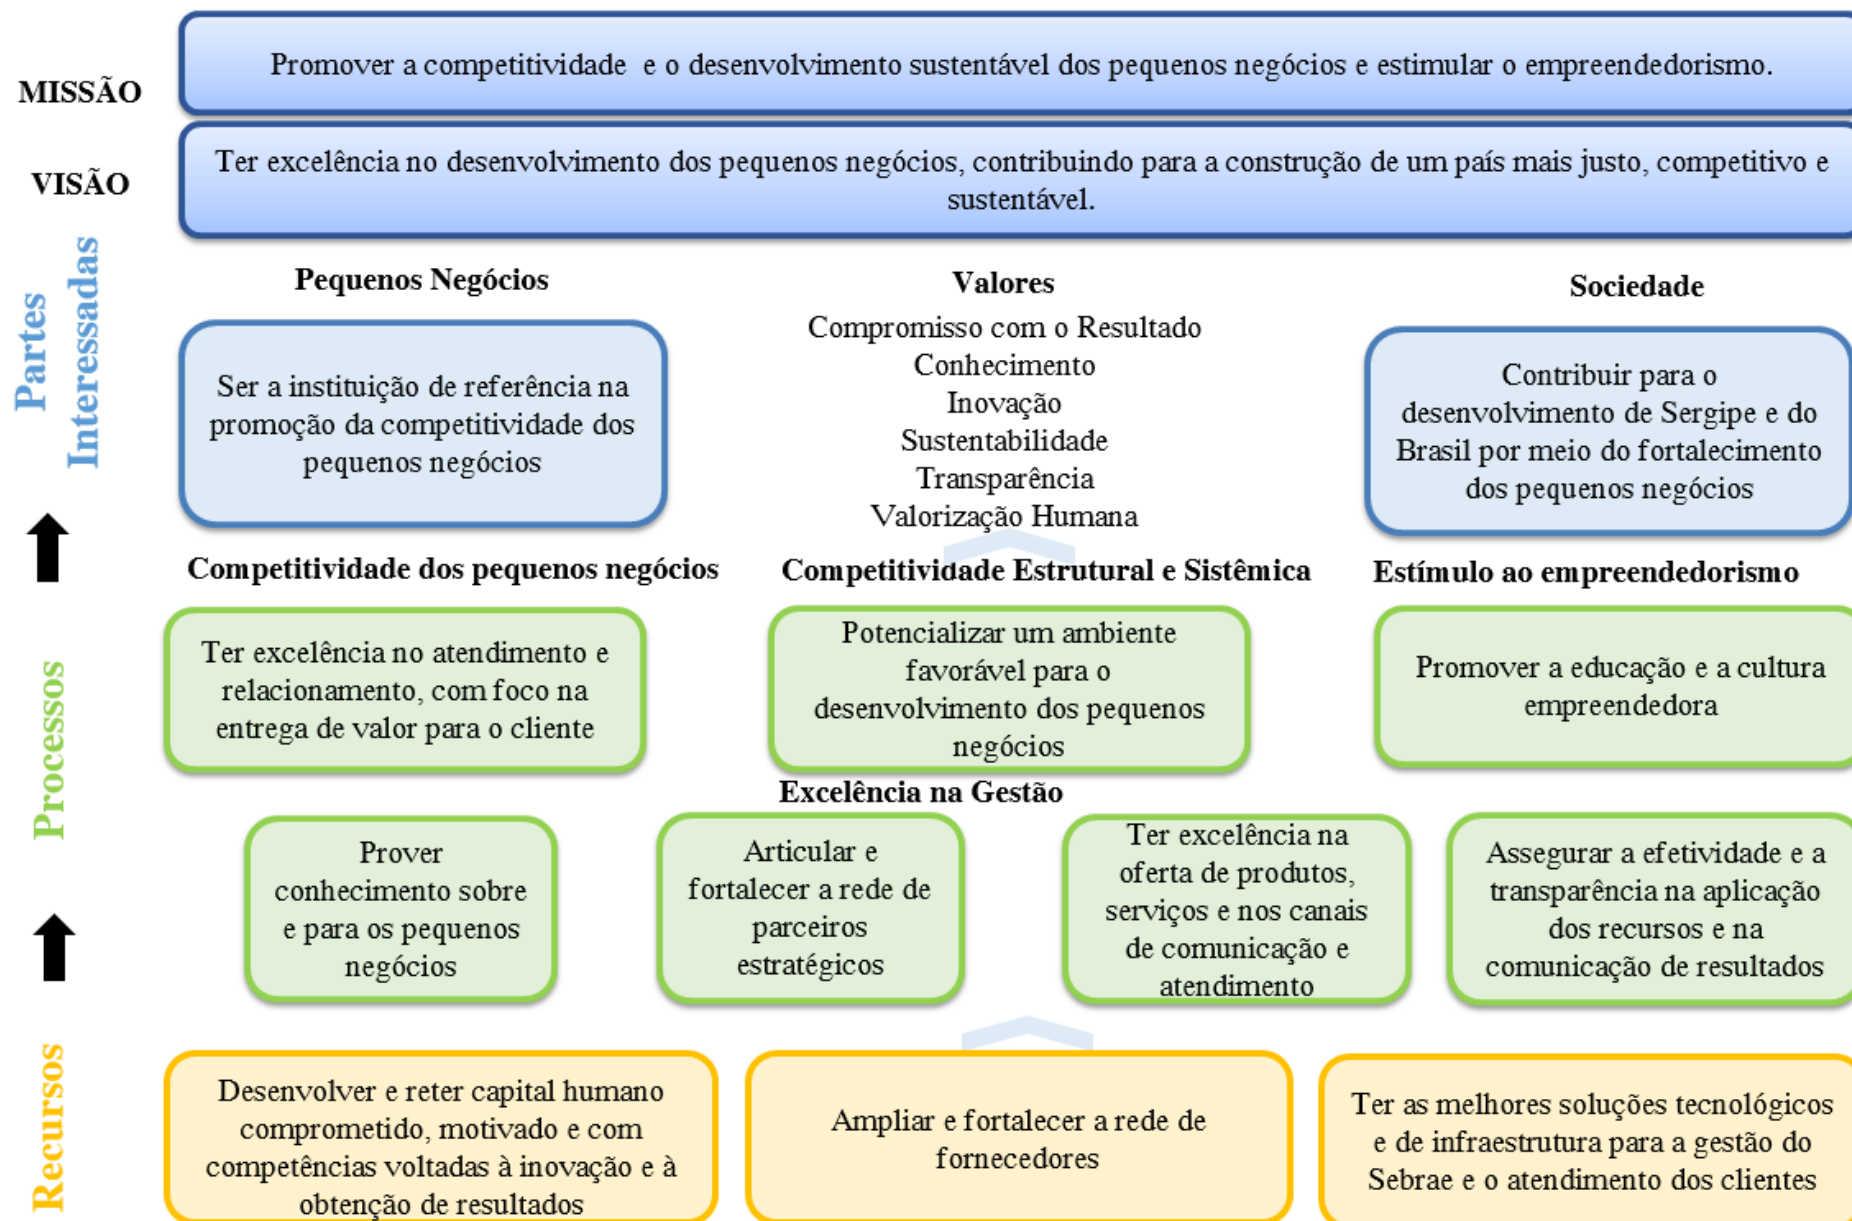 MISSÃO
Promover a competitividade e o desenvolvimento sustentável dos pequenos negócios e estimular o empreendedorismo.
VISÃO
Ter excelência no desenvolvimento dos pequenos negócios, contribuindo para a construção de um país mais justo, competitivo e
sustentável.
Partes
Interessadas
Pequenos Negócios
Ser a instituição de referência na
promoção da competitividade dos
pequenos negócios
Valores
Compromisso com o Resultado
Conhecimento
Inovação
Sustentabilidade
Transparência
Valorização Humana
Sociedade
Contribuir para o
desenvolvimento de Sergipe e do
Brasil por meio do fortalecimento
dos pequenos negócios
Processos
Competitividade dos pequenos negócios
Ter excelência no atendimento e
relacionamento, com foco na
entrega de valor para o cliente
Competitividade Estrutural e Sistêmica
Potencializar um ambiente
favorável para o
desenvolvimento dos pequenos
negócios
Estímulo ao empreendedorismo
Promover a educação e a cultura
empreendedora
Excelência na Gestão
Prover
conhecimento sobre
e para os pequenos
negócios
Articular e
fortalecer a rede de
parceiros
estratégicos
Ter excelência na
oferta de produtos,
serviços e nos canais
de comunicação e
atendimento
Assegurar a efetividade e a
transparência na aplicação
dos recursos e na
comunicação de resultados
Recursos
Desenvolver e reter capital humano
comprometido, motivado e com
competências voltadas à inovação e à
obtenção de resultados
Ampliar e fortalecer a rede de
fornecedores
Ter as melhores soluções tecnológicos
e de infraestrutura para a gestão do
Sebrae e o atendimento dos clientes